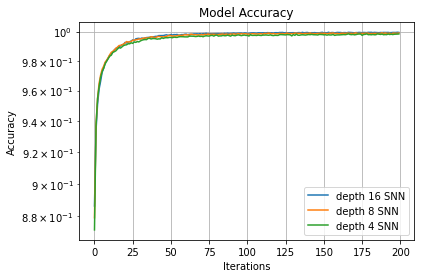 Model Accuracy
Accuracy
10⁰
9.8 × 10⁻¹
9.6 × 10⁻¹
9.4 × 10⁻¹
9.2 × 10⁻¹
9 × 10⁻¹
8.8 × 10⁻¹
depth 16 SNN
depth 8 SNN
depth 4 SNN
0 25 50 75 100 125 150 175 200
Iterations